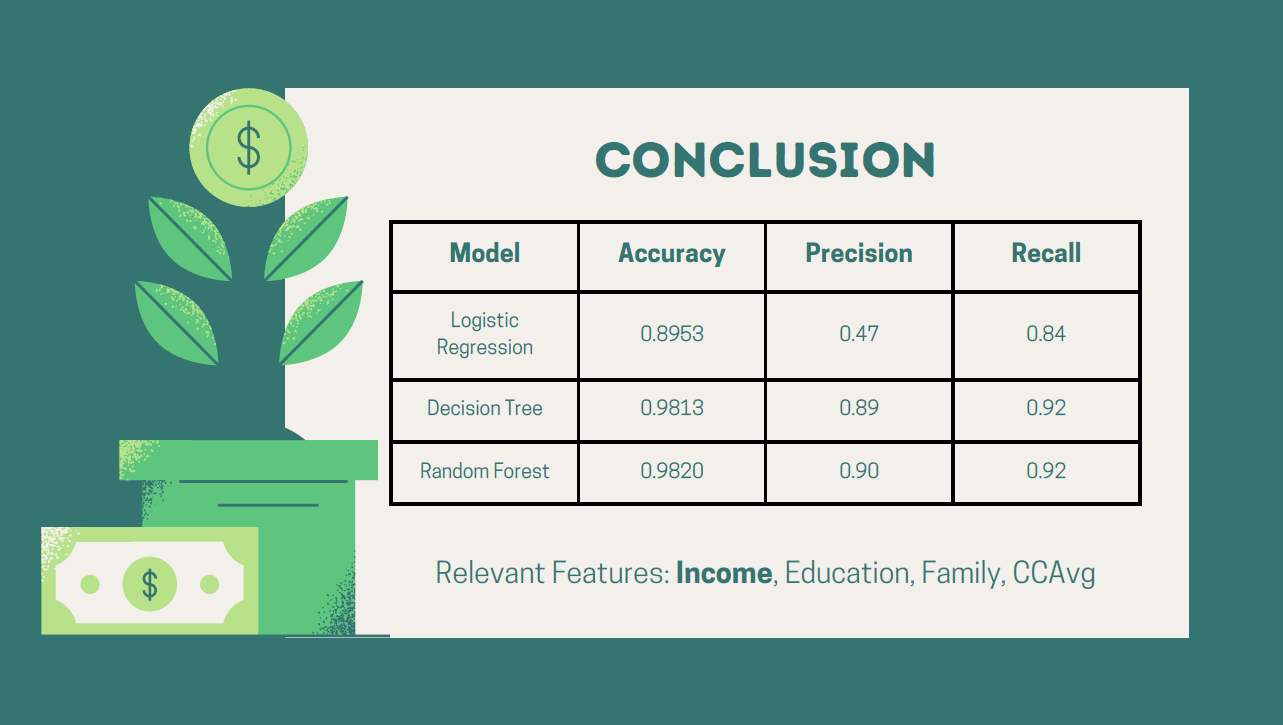 $
CONCLUSION
Model Accuracy Precision Recall
Logistic
Regression 0.8953 0.47 0.84
Decision Tree 0.9813 0.89 0.92
Random Forest 0.9820 0.90 0.92
Relevant Features: Income, Education, Family, CCAvg
$